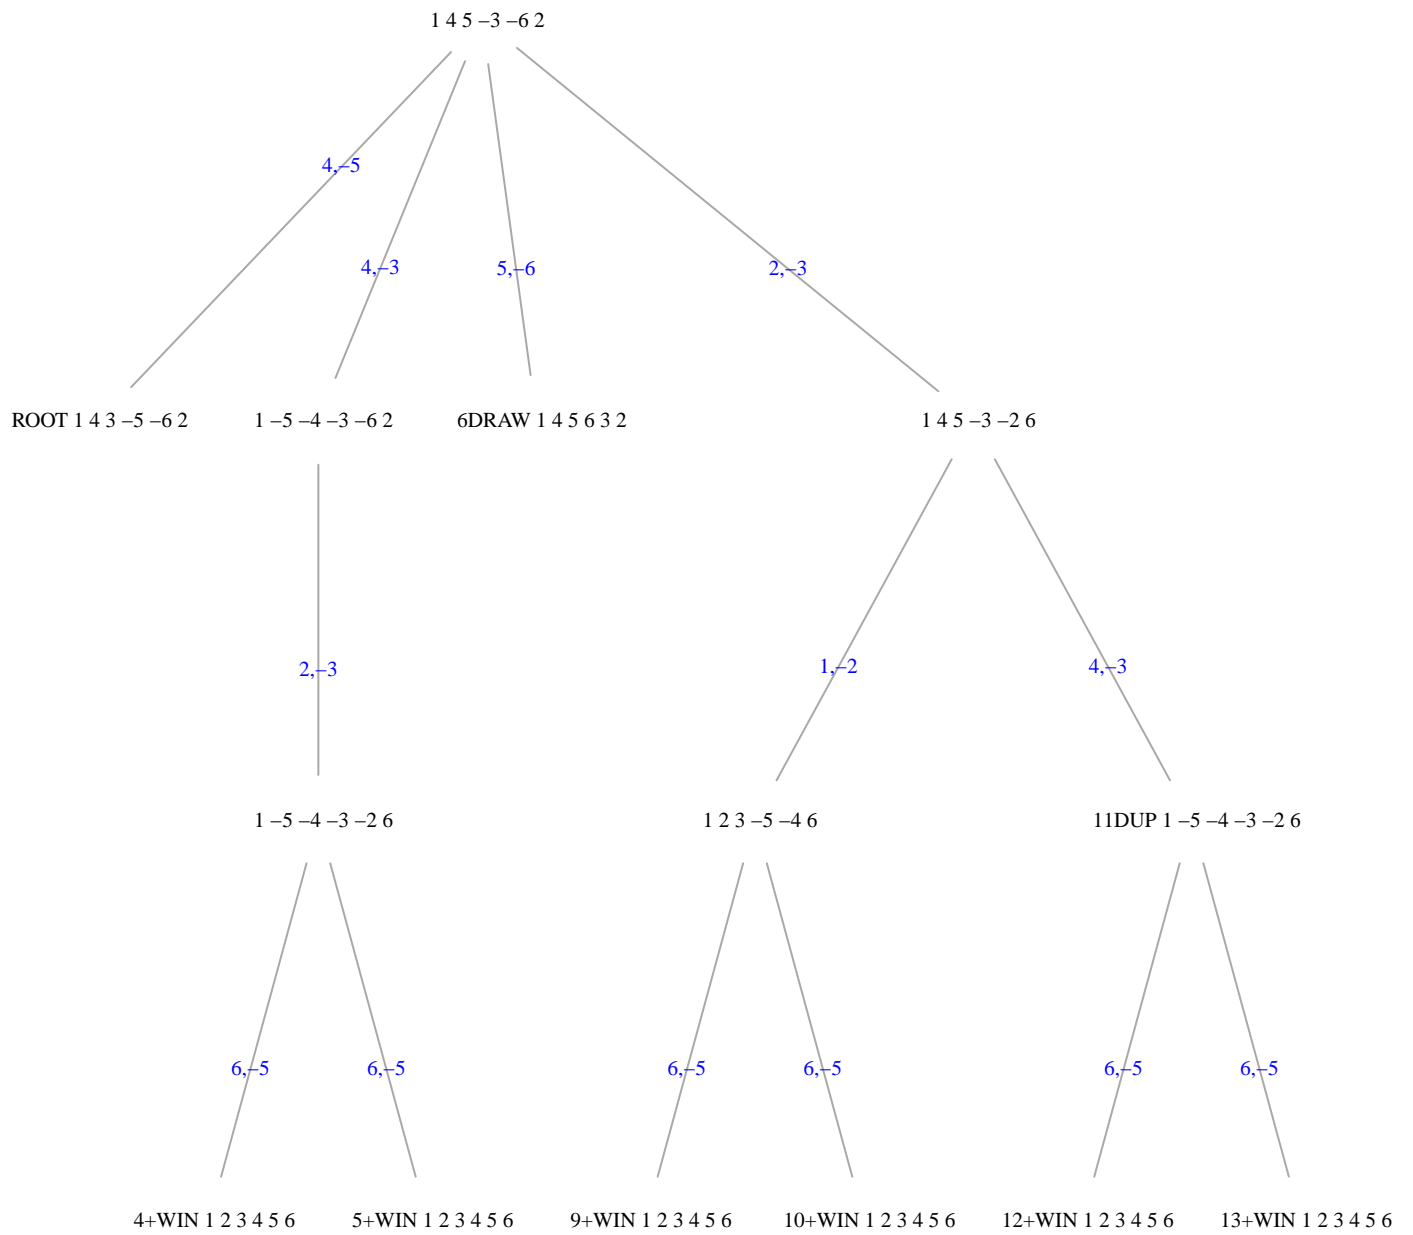 1 4 5 –3 –6 2
4,–5
4,–3
5,–6
2,–3
ROOT 1 4 3 –5 –6 2
1 –5 –4 –3 –6 2
6DRAW 1 4 5 6 3 2
1 4 5 –3 –2 6
2,–3
1,–2
4,–3
1 –5 –4 –3 –2 6
1 2 3 –5 –4 6
11DUP 1 –5 –4 –3 –2 6
6,–5
6,–5
6,–5
6,–5
6,–5
6,–5
4+WIN 1 2 3 4 5 6
5+WIN 1 2 3 4 5 6
9+WIN 1 2 3 4 5 6
10+WIN 1 2 3 4 5 6
12+WIN 1 2 3 4 5 6
13+WIN 1 2 3 4 5 6